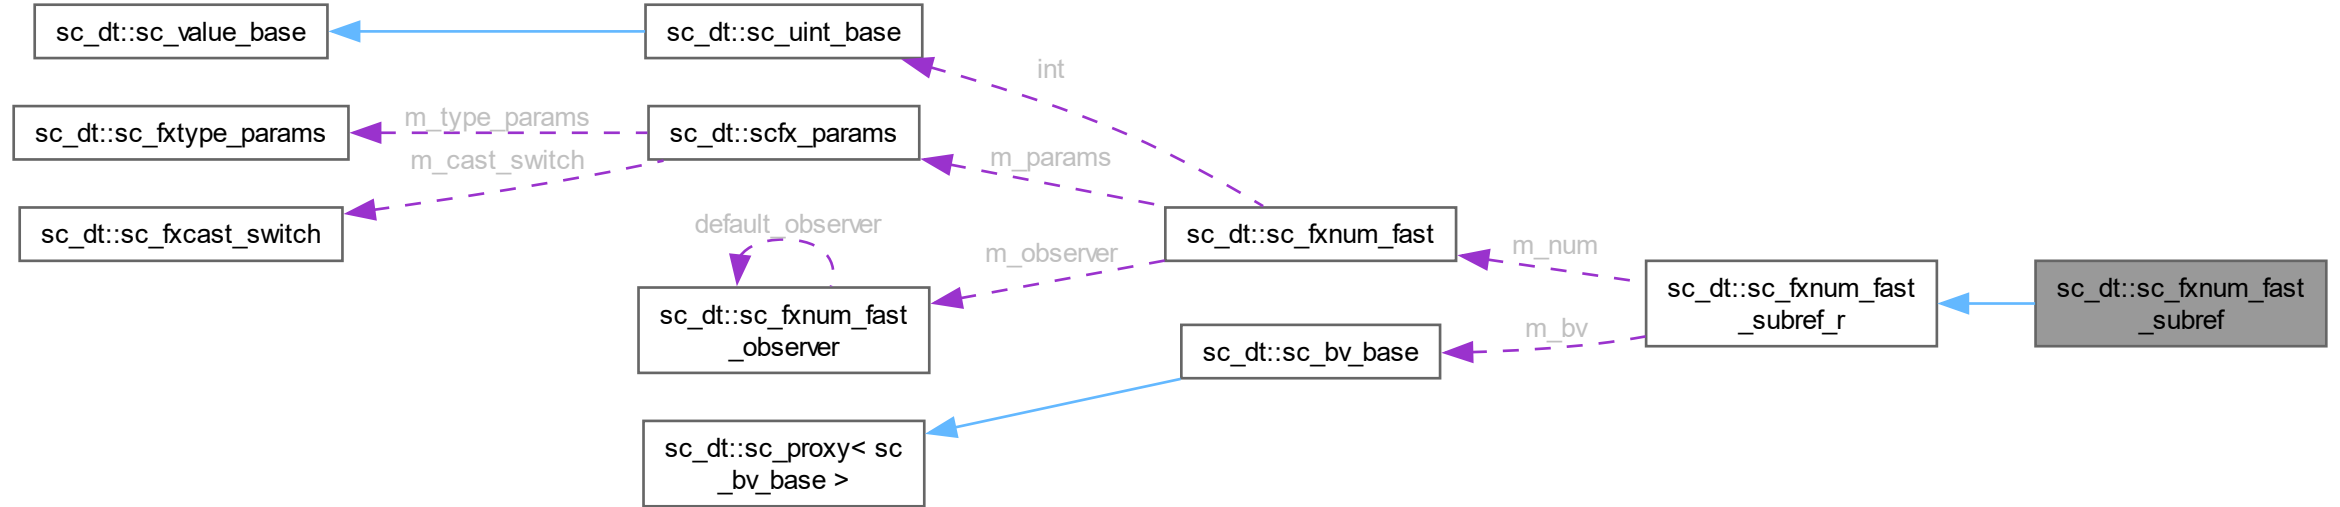 sc_dt::sc_value_base
sc_dt::sc_uint_base
int
m_type_params
sc_dt::sc_fxtype_params
sc_dt::scfx_params
m_cast_switch
m_params
sc_dt::sc_fxcast_switch
default_observer
sc_dt::sc_fxnum_fast
m_observer
m_num
sc_dt::sc_fxnum_fast
_observer
sc_dt::sc_fxnum_fast
_subref_r
sc_dt::sc_fxnum_fast
_subref
m_bv
sc_dt::sc_bv_base
sc_dt::sc_proxy< sc
_bv_base >